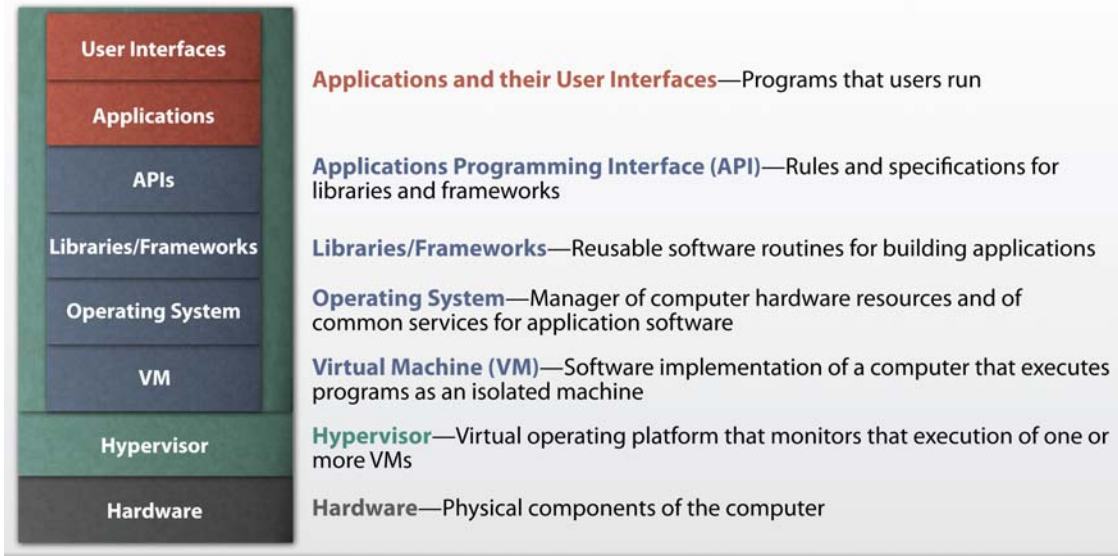 User Interfaces
Applications
APIs
Libraries/Frameworks
Operating System
VM
Hypervisor
Hardware
Applications and their User Interfaces—Programs that users run
Applications Programming Interface (API)—Rules and specifications for
libraries and frameworks
Libraries/Frameworks—Reusable software routines for building applications
Operating System—Manager of computer hardware resources and of
common services for application software
Virtual Machine (VM)—Software implementation of a computer that executes
programs as an isolated machine
Hypervisor—Virtual operating platform that monitors that execution of one or
more VMs
Hardware—Physical components of the computer